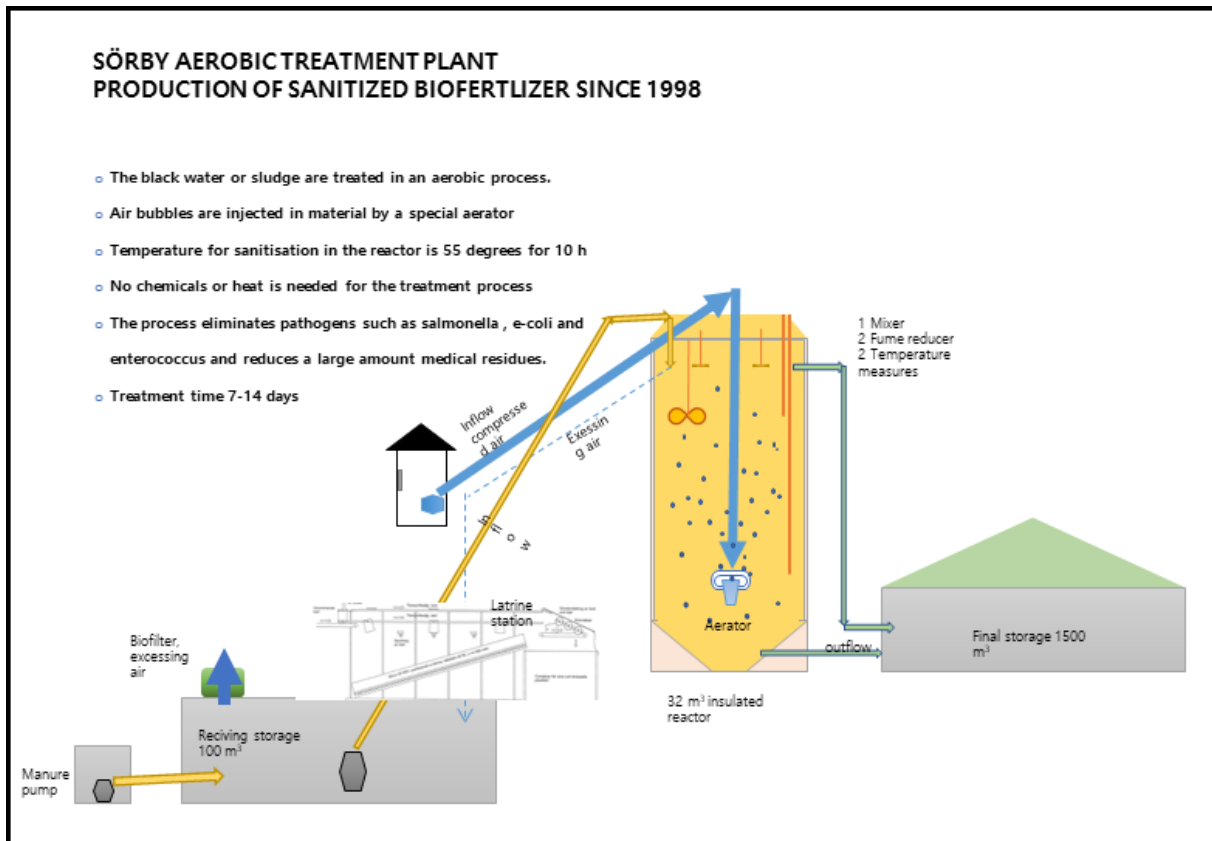 SÖRBY AEROBIC TREATMENT PLANT
PRODUCTION OF SANITIZED BIOFERTLIZER SINCE 1998
The black water or sludge are treated in an aerobic process.
Air bubbles are injected in material by a special aerator
Temperature for sanitisation in the reactor is 55 degrees for 10 h
No chemicals or heat is needed for the treatment process
The process eliminates pathogens such as salmonella , e-coli and
enterococcus and reduces a large amount medical residues.
Treatment time 7-14 days
1 Mixer
2 Fume reducer
2 Temperature
measures
Inflow
compresse
d air
Exessin
g air
Inflow
Latrine
station
Aerator
outflow
Final storage 1500
m³
32 m³ insulated
reactor
Biofilter,
excessing
air
Reciving storage
100 m³
Manure
pump